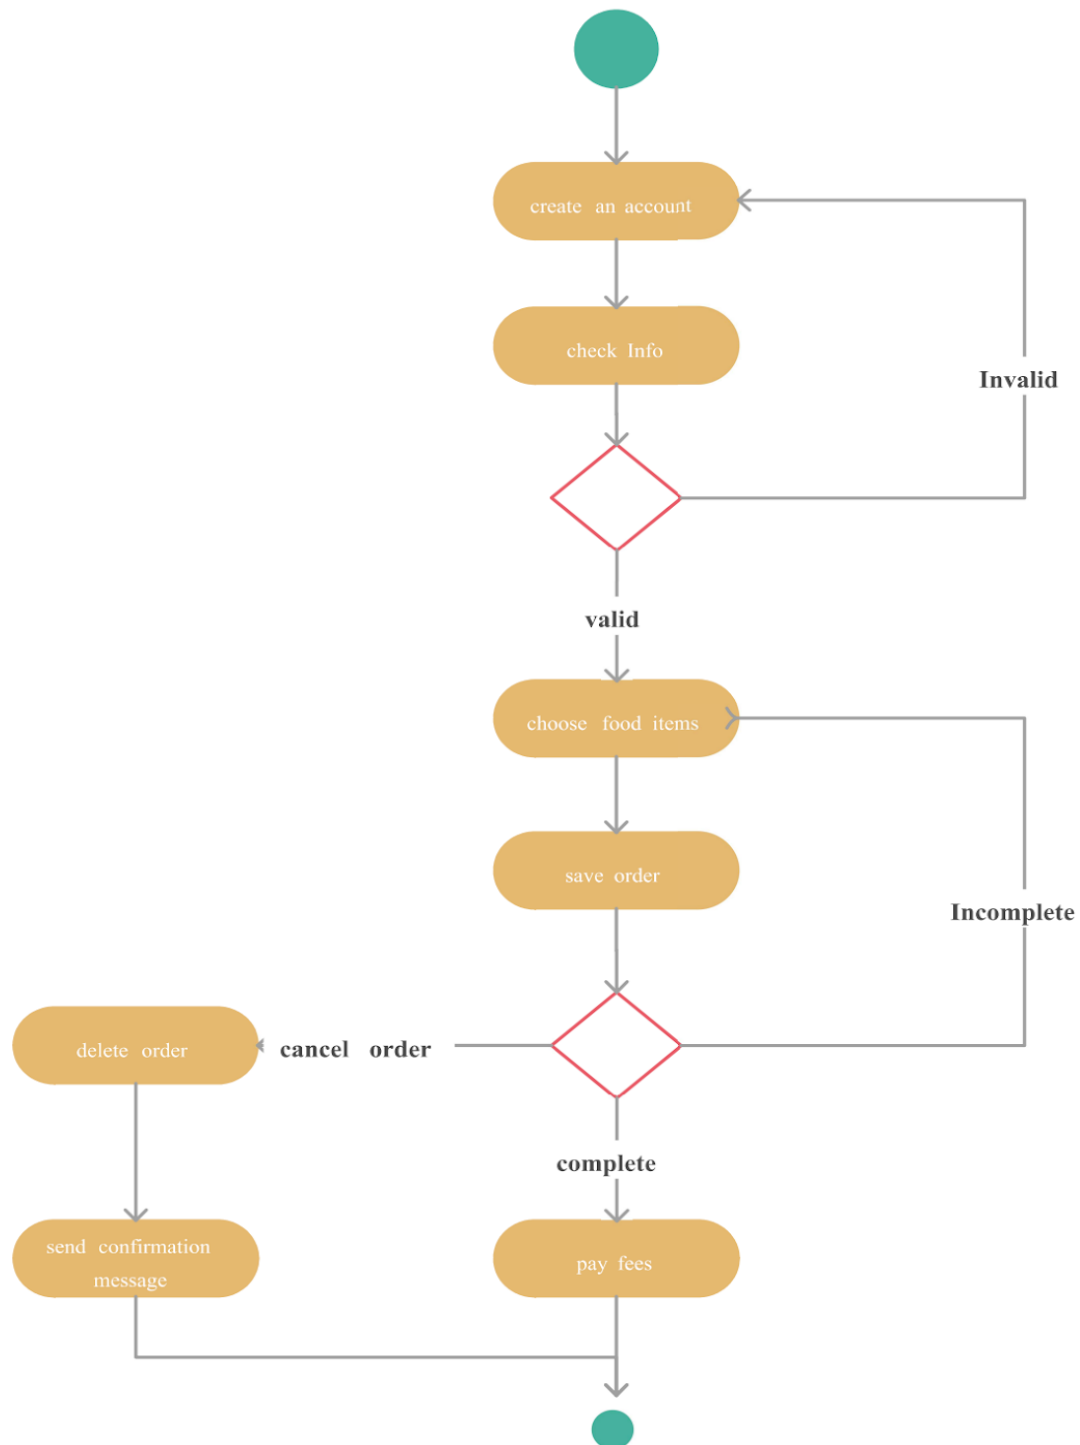 create an account
check Info
Invalid
valid
choose food items
save order
Incomplete
delete order
cancel order
complete
send confirmation
message
pay fees